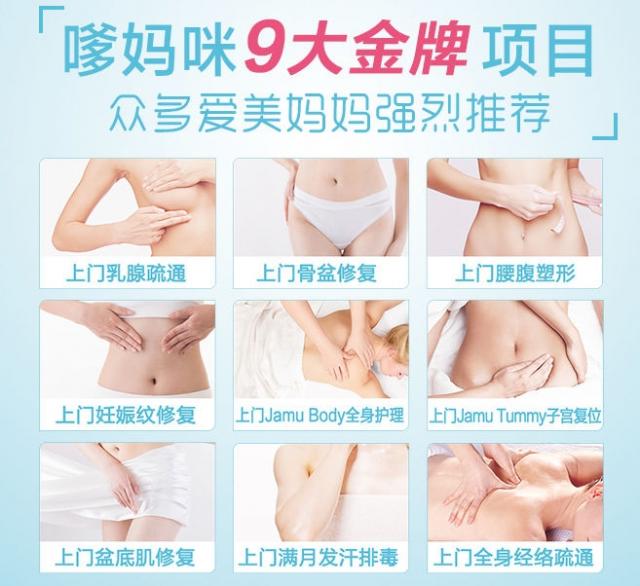 嗲妈咪9大金牌项目
众多爱美妈妈强烈推荐
上门乳腺疏通
上门骨盆修复
上门腰腹塑形
上门妊娠纹修复
上门Jamu Body全身护理
上门Jamu Tummy子宫复位
上门盆底肌修复
上门满月发汗排毒
上门全身经络疏通